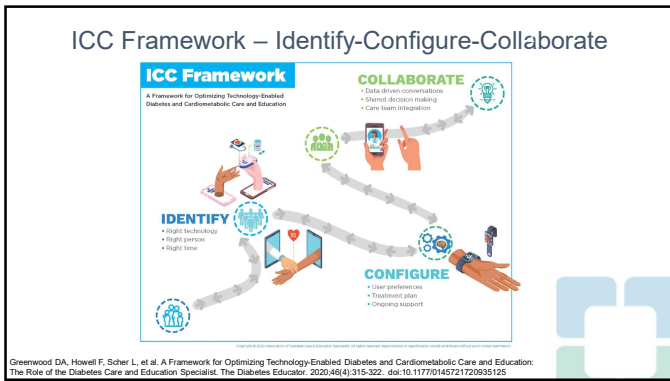 ICC Framework – Identify-Configure-Collaborate
ICC Framework
A Framework for Optimizing Technology-Enabled
Diabetes and Cardiometabolic Care and Education
COLLABORATE
• Data driven conversations
• Shared decision making
• Care team integration
IDENTIFY
• Right technology
• Right person
• Right time
CONFIGURE
• User preferences
• Treatment plan
• Ongoing support
Greenwood DA, Howell F, Scher L, et al. A Framework for Optimizing Technology-Enabled Diabetes and Cardiometabolic Care and Education:
The Role of the Diabetes Care and Education Specialist. The Diabetes Educator. 2020;46(4):315-322. doi:10.1177/0145721720935125